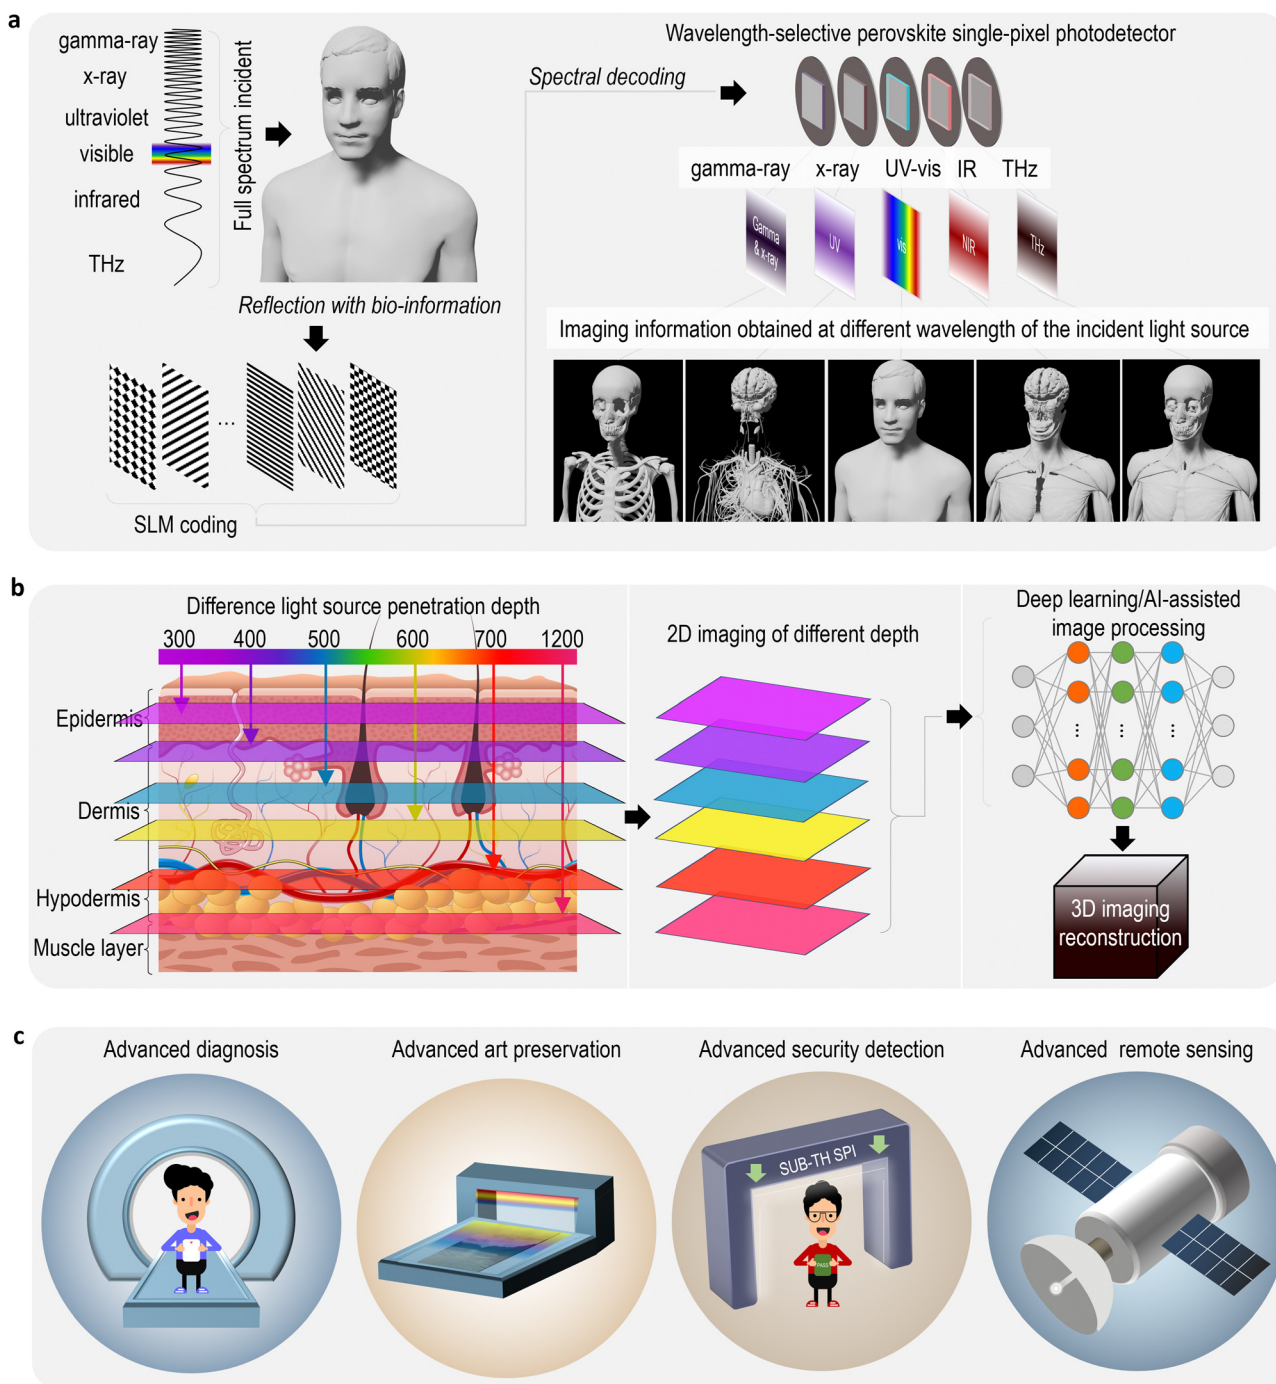 a
gamma-ray
x-ray
ultraviolet
visible
infrared
THz
Full spectrum incident
Reflection with bio-information
...
SLM coding
Spectral decoding
Wavelength-selective perovskite single-pixel photodetector
gamma-ray x-ray UV-vis IR THz
Gamma
& x-ray
UV
vis
NIR
THz
Imaging information obtained at different wavelength of the incident light source
b
Difference light source penetration depth
300 400 500 600 700 1200
Epidermis
Dermis
Hypodermis
Muscle layer
2D imaging of different depth
Deep learning/AI-assisted
image processing
... ... ...
3D imaging
reconstruction
c
Advanced diagnosis
Advanced art preservation
Advanced security detection
SUB-TH SPI
PASS
Advanced remote sensing